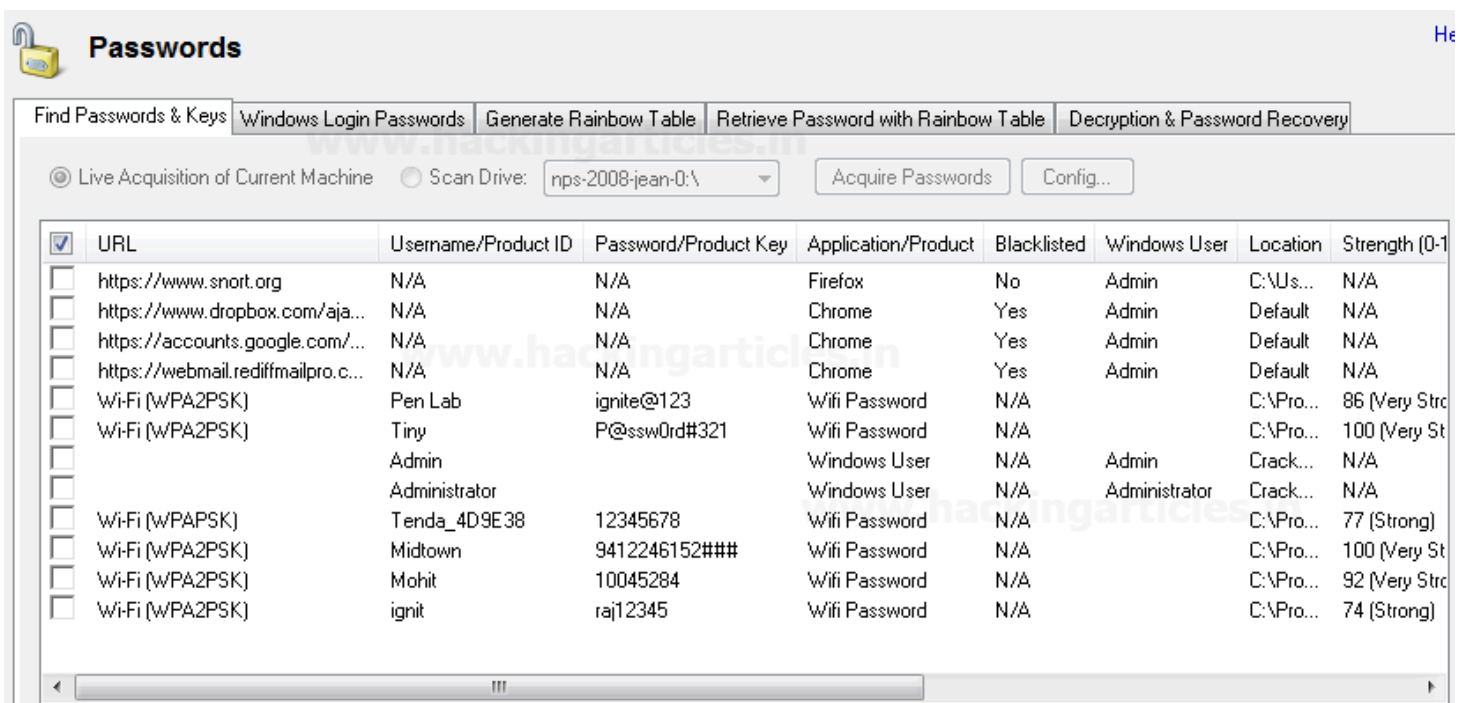 Passwords
He
Find Passwords & Keys Windows Login Passwords Generate Rainbow Table Retrieve Password with Rainbow Table Decryption & Password Recovery
www.hackingarticles.in
Live Acquisition of Current Machine Scan Drive: nps-2008-jean-0:\ Acquire Passwords Config...
URL Username/Product ID Password/Product Key Application/Product Blacklisted Windows User Location Strength (0-1
https://www.snort.org N/A N/A Firefox No Admin C:\Us... N/A
https://www.dropbox.com/aja... N/A N/A Chrome Yes Admin Default N/A
https://accounts.google.com/... N/A N/A Chrome Yes Admin Default N/A
www.hackingarticles.in
https://webmail.rediffmailpro.c... N/A N/A Chrome Yes Admin Default N/A
Wi-Fi (WPA2PSK) Pen Lab ignite@123 Wifi Password N/A C:\Pro... 86 (Very Stro
Wi-Fi (WPA2PSK) Tiny P@ssw0rd#321 Wifi Password N/A C:\Pro... 100 (Very St
Admin Windows User N/A Admin Crack... N/A
Administrator Windows User N/A Administrator Crack... N/A
www.hackingarticles.in
Wi-Fi (WPAPSK) Tenda_4D9E38 12345678 Wifi Password N/A C:\Pro... 77 (Strong)
Wi-Fi (WPA2PSK) Midtown 9412246152### Wifi Password N/A C:\Pro... 100 (Very St
Wi-Fi (WPA2PSK) Mohit 10045284 Wifi Password N/A C:\Pro... 92 (Very Stro
Wi-Fi (WPA2PSK) ignit raj12345 Wifi Password N/A C:\Pro... 74 (Strong)